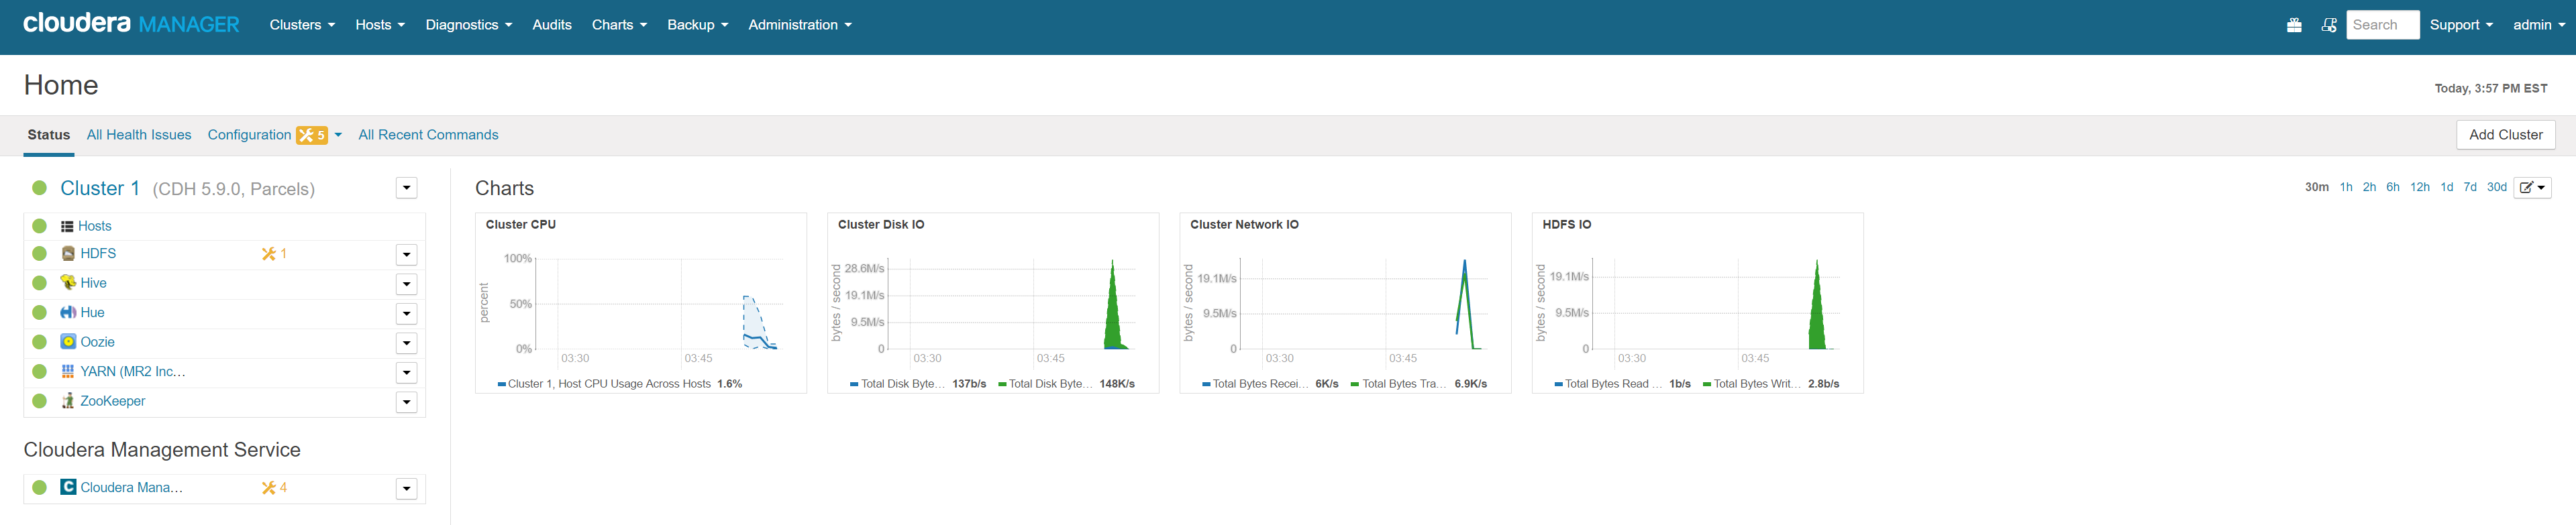 cloudera MANAGER Clusters Hosts Diagnostics Audits Charts Backup Administration Search Support admin
Home
Today, 3:57 PM EST
Status All Health Issues Configuration 5 All Recent Commands Add Cluster
Cluster 1 (CDH 5.9.0, Parcels)
Hosts
HDFS 1
Hive
Hue
Oozie
YARN (MR2 Inc...
ZooKeeper
Cloudera Management Service
Cloudera Mana... 4
Charts 30m 1h 2h 6h 12h 1d 7d 30d
Cluster CPU
percent
100%
50%
0%
03:30 03:45
Cluster 1, Host CPU Usage Across Hosts 1.6%
Cluster Disk IO
bytes / second
28.6M/s
19.1M/s
9.5M/s
0
03:30 03:45
Total Disk Byte... 137b/s Total Disk Byte... 148K/s
Cluster Network IO
bytes / second
19.1M/s
9.5M/s
0
03:30 03:45
Total Bytes Recei... 6K/s Total Bytes Tra... 6.9K/s
HDFS IO
bytes / second
19.1M/s
9.5M/s
0
03:30 03:45
Total Bytes Read ... 1b/s Total Bytes Writ... 2.8b/s